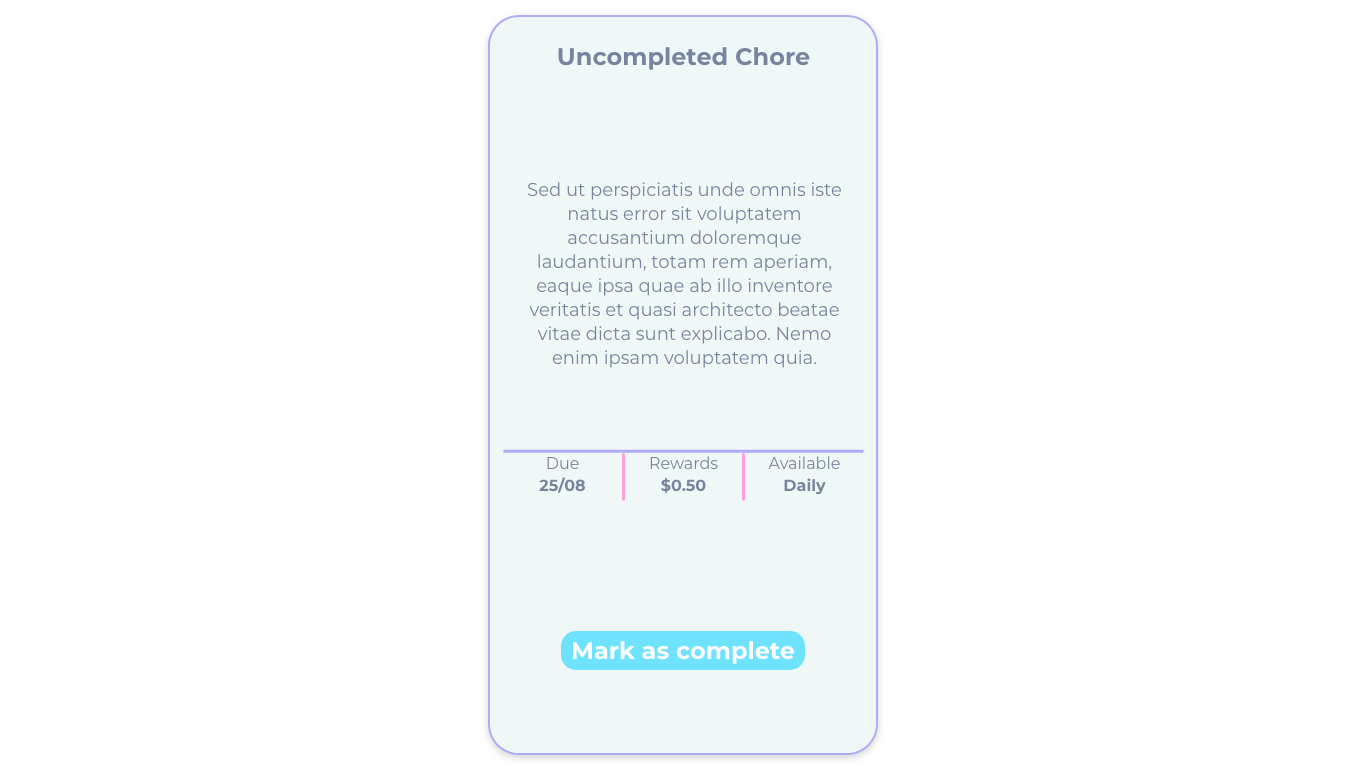 Uncompleted Chore
Sed ut perspiciatis unde omnis iste
natus error sit voluptatem
accusantium doloremque
laudantium, totam rem aperiam,
eaque ipsa quae ab illo inventore
veritatis et quasi architecto beatae
vitae dicta sunt explicabo. Nemo
enim ipsam voluptatem quia.
Due Rewards Available
25/08 $0.50 Daily
Mark as complete